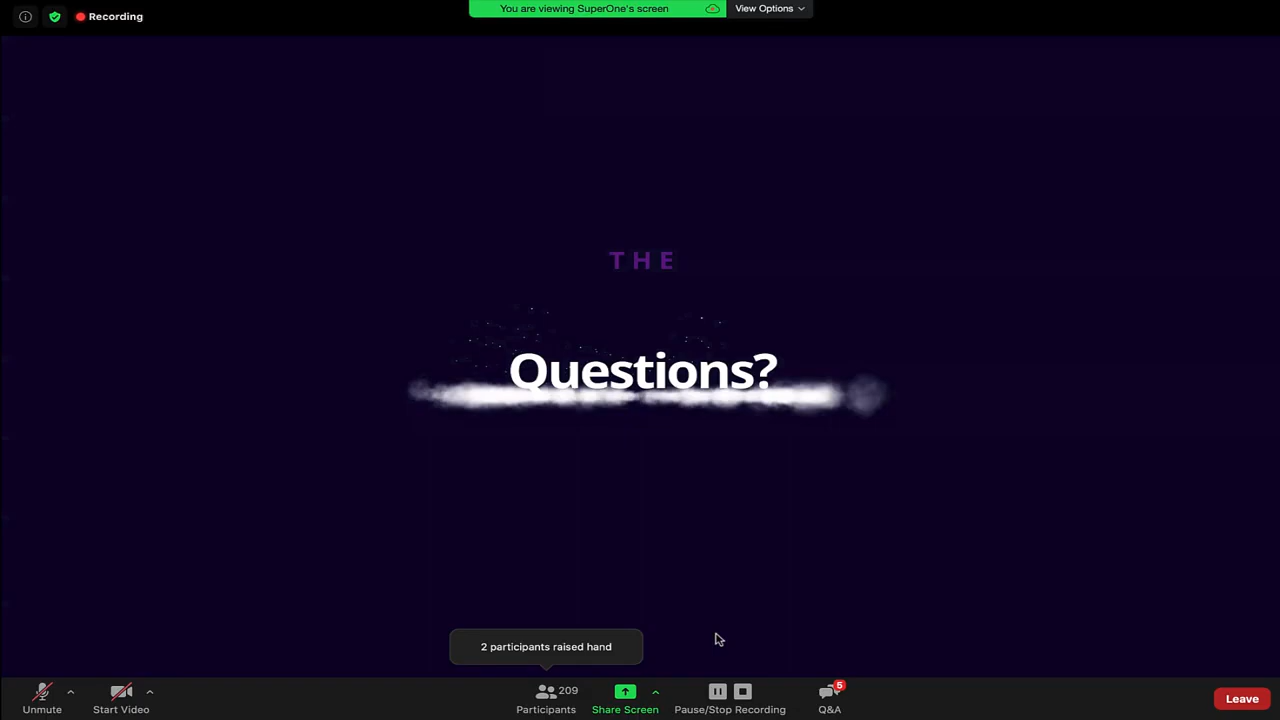 Recording
You are viewing SuperOne's screen
View Options
THE
Questions?
2 participants raised hand
209
5
Unmute
Start Video
Participants
Share Screen
Pause/Stop Recording
Q&A
Leave